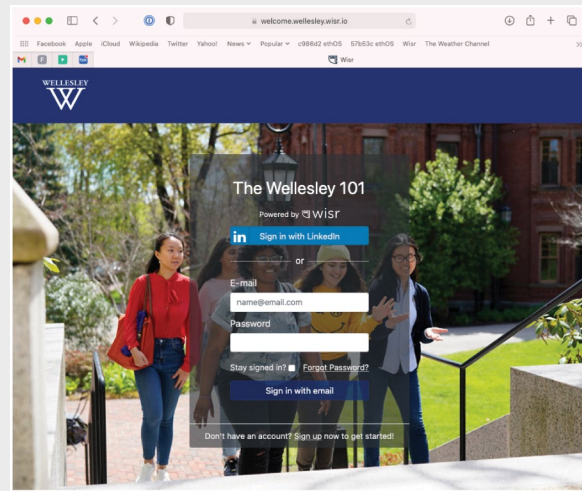 welcome.wellesley.wisr.io
Facebook Apple iCloud Wikipedia Twitter Yahoo! News Popular c986d2 ethOS 57b53c ethOS Wisr The Weather Channel
Wisr
WELLESLEY
W
The Wellesley 101
Powered by wisr
in Sign in with LinkedIn
or
E-mail
name@email.com
Password
Stay signed in? Forgot Password?
Sign in with email
Don't have an account? Sign up now to get started!